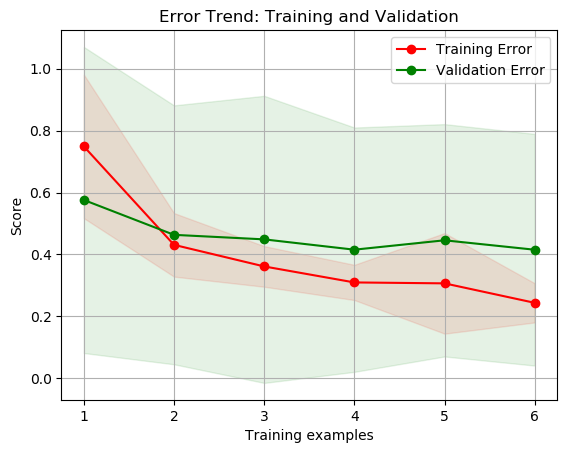 Error Trend: Training and Validation
Training Error
Validation Error
Score
1.0
0.8
0.6
0.4
0.2
0.0
1 2 3 4 5 6
Training examples